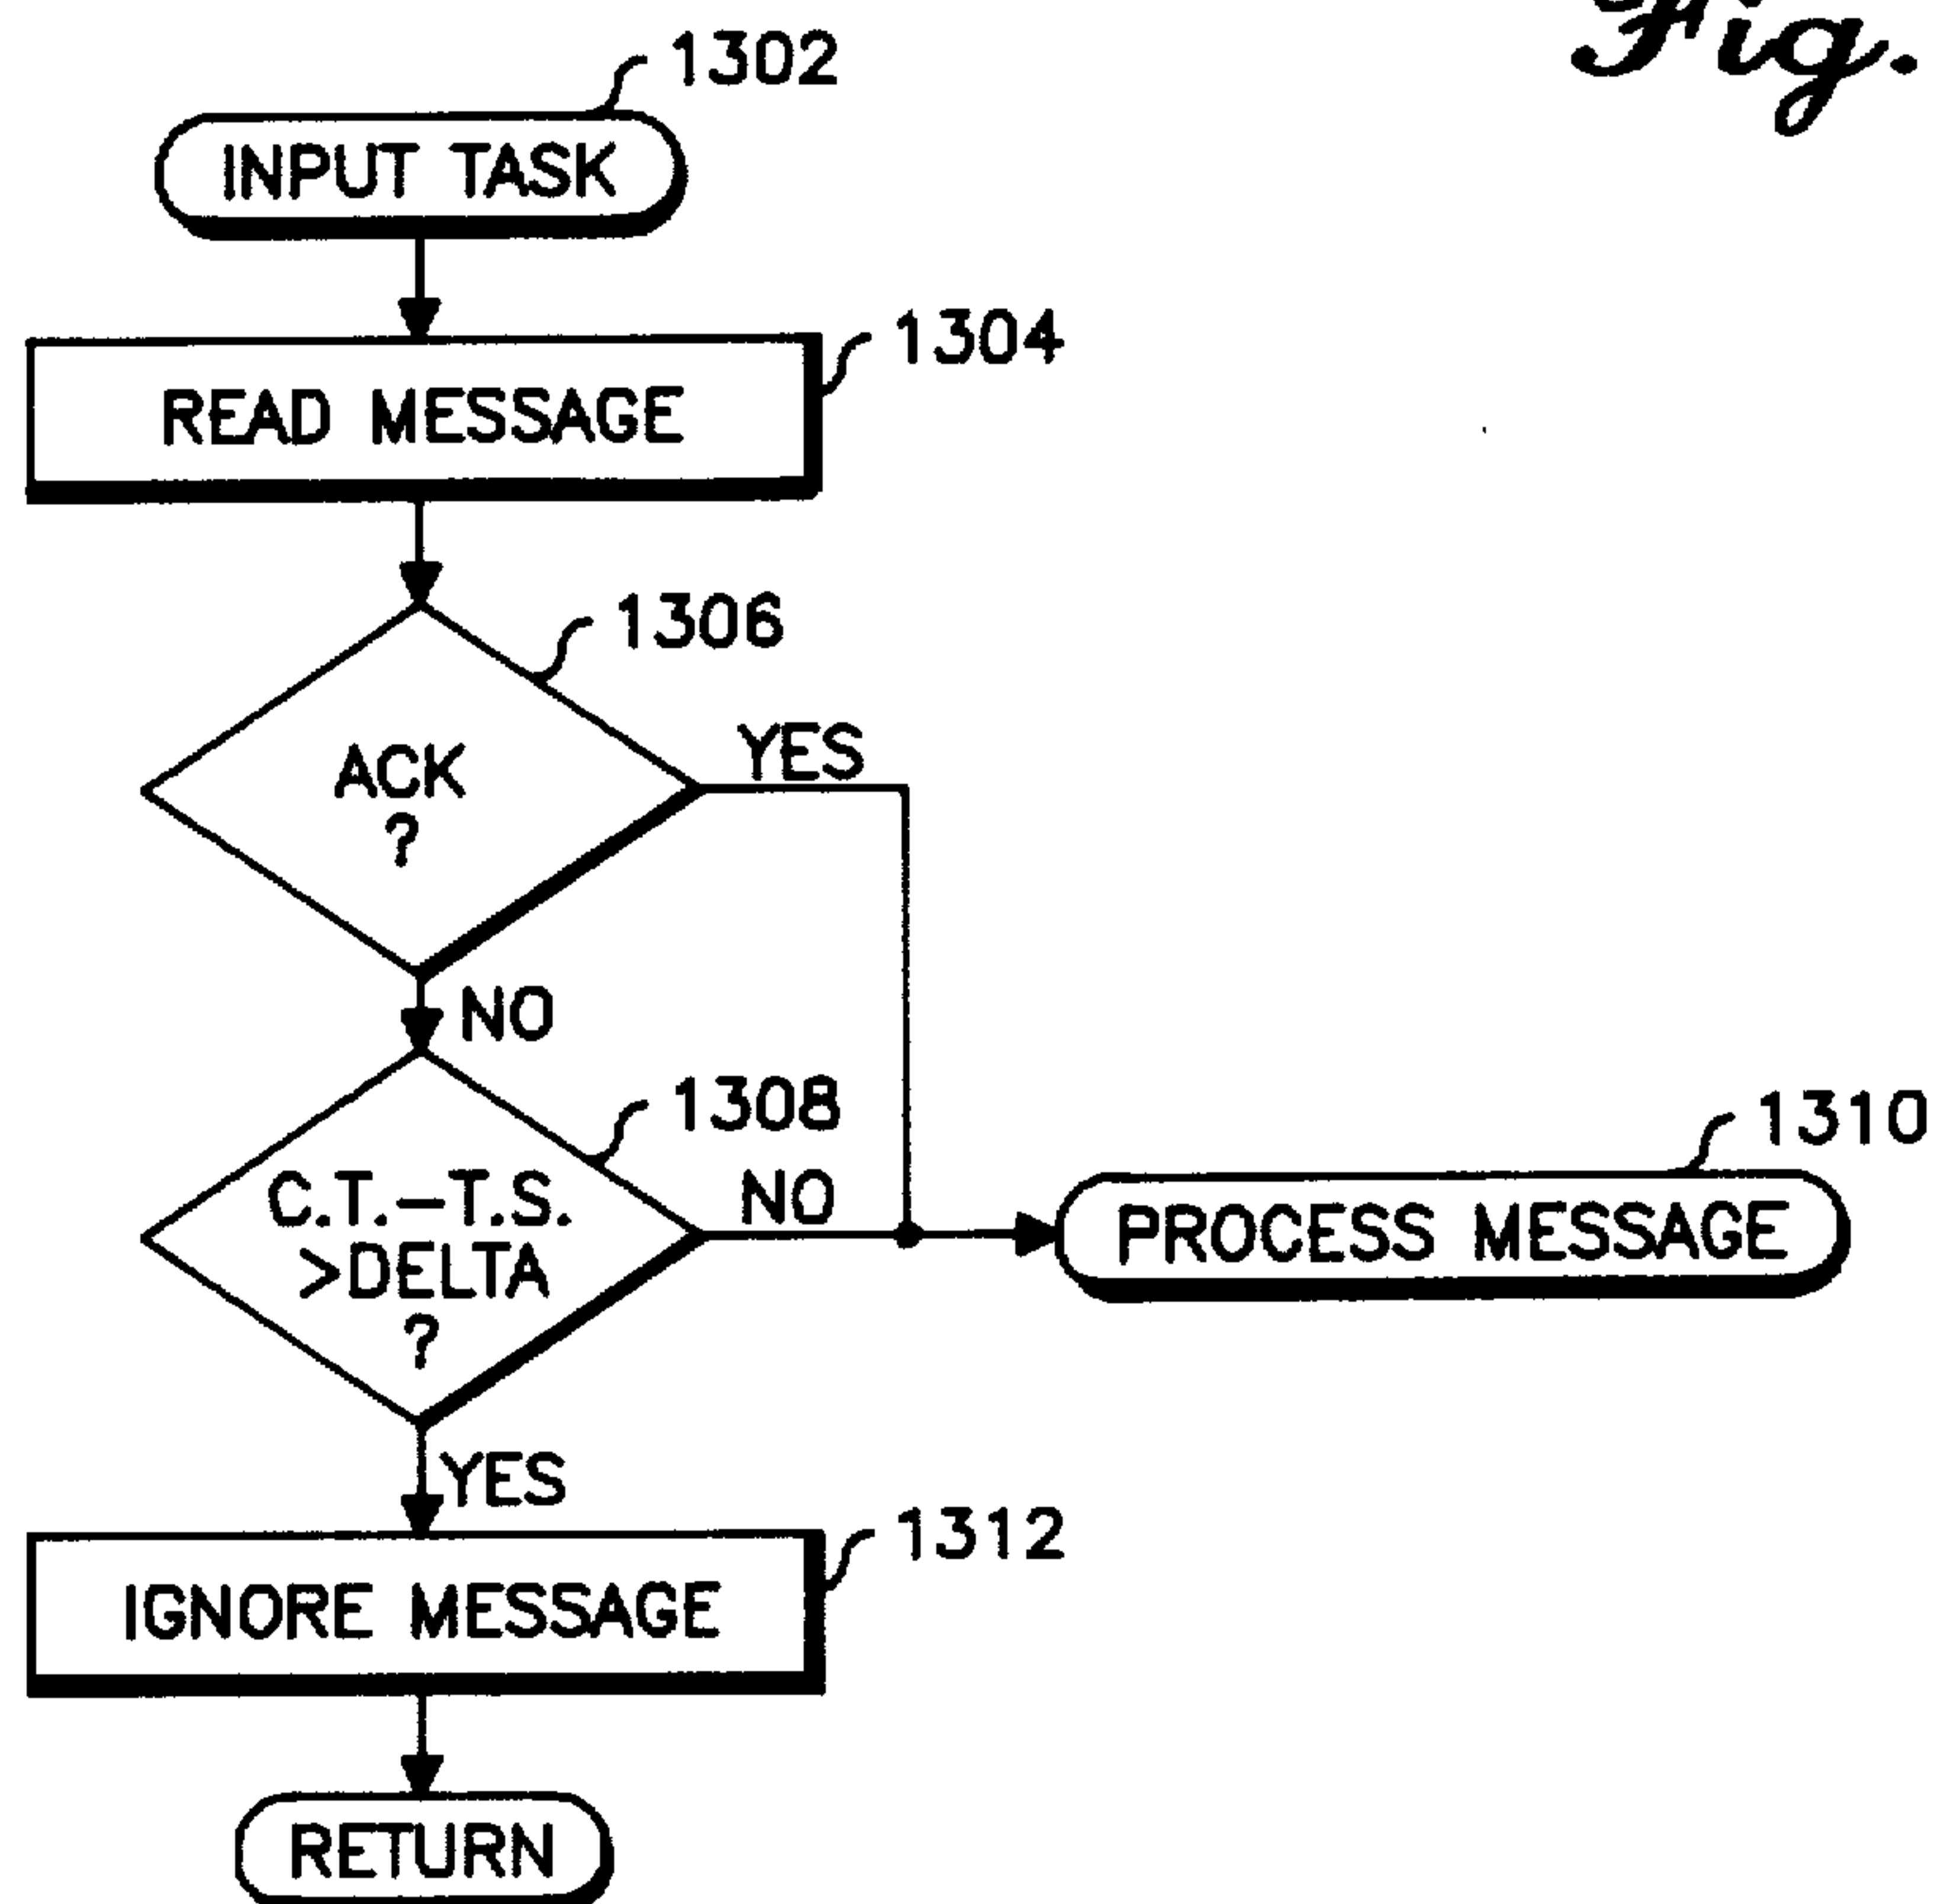 Fig.
1302
INPUT TASK
1304
READ MESSAGE
1306
ACK
?
YES
NO
1308
C.T.-T.S.
>DELTA
?
NO
1310
PROCESS MESSAGE
YES
1312
IGNORE MESSAGE
RETURN